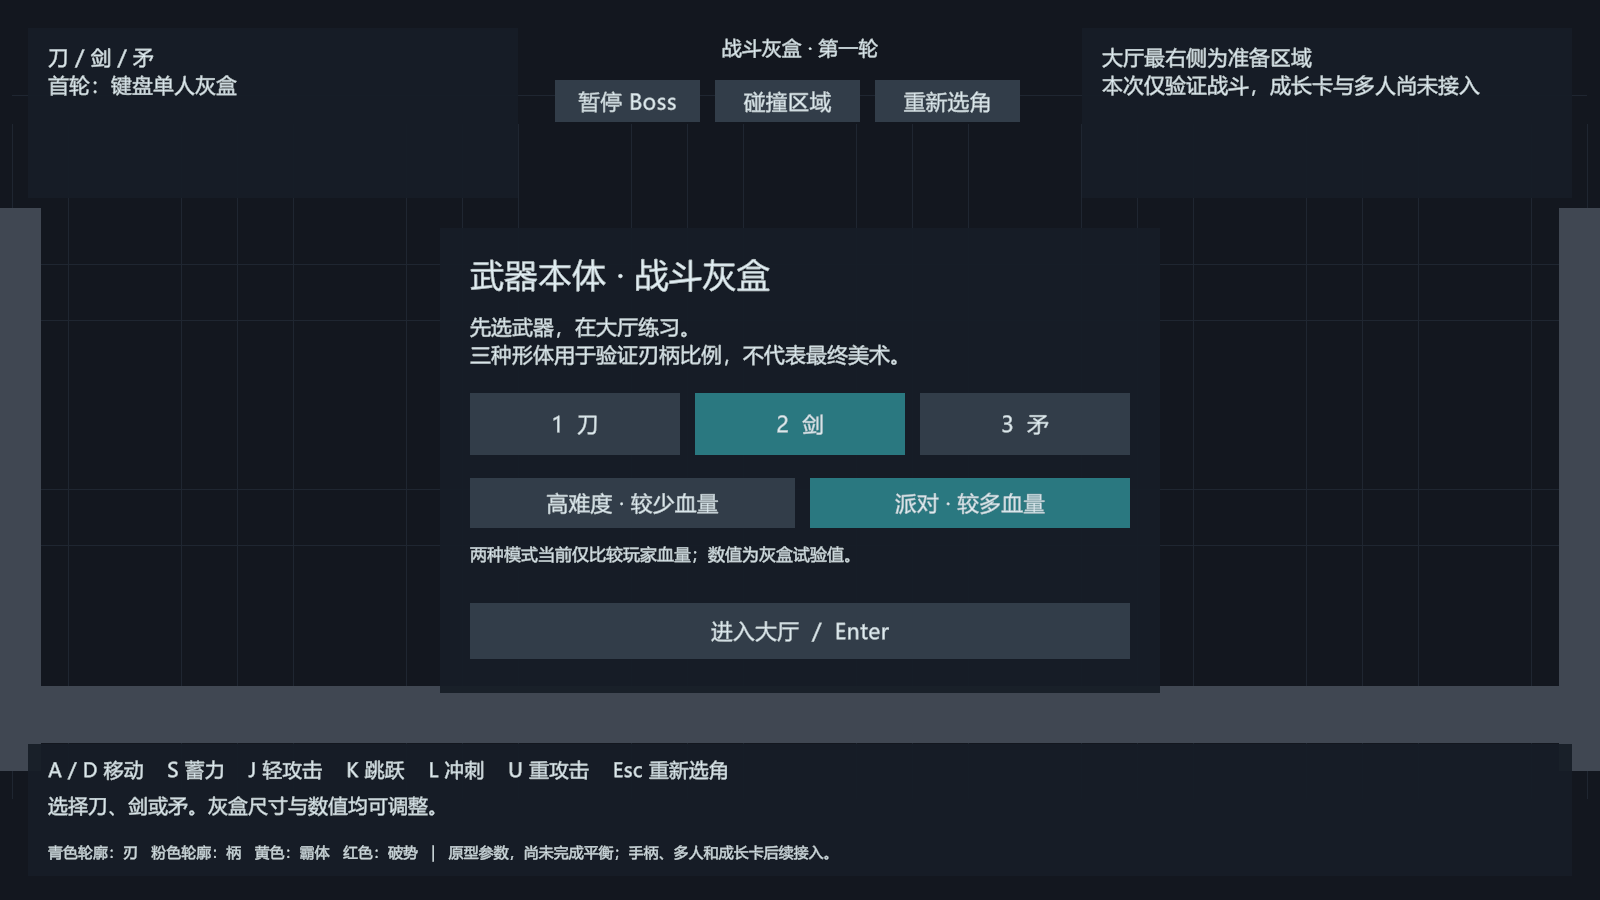 刀 / 剑 / 矛
首轮：键盘单人灰盒
战斗灰盒 · 第一轮
暂停 Boss
碰撞区域
重新选角
大厅最右侧为准备区域
本次仅验证战斗，成长卡与多人尚未接入
武器本体 · 战斗灰盒
先选武器，在大厅练习。
三种形体用于验证刃柄比例，不代表最终美术。
1 刀
2 剑
3 矛
高难度 · 较少血量
派对 · 较多血量
两种模式当前仅比较玩家血量；数值为灰盒试验值。
进入大厅 / Enter
A / D 移动 S 蓄力 J 轻攻击 K 跳跃 L 冲刺 U 重攻击 Esc 重新选角
选择刀、剑或矛。灰盒尺寸与数值均可调整。
青色轮廓：刃 粉色轮廓：柄 黄色：霸体 红色：破势 | 原型参数，尚未完成平衡；手柄、多人和成长卡后续接入。